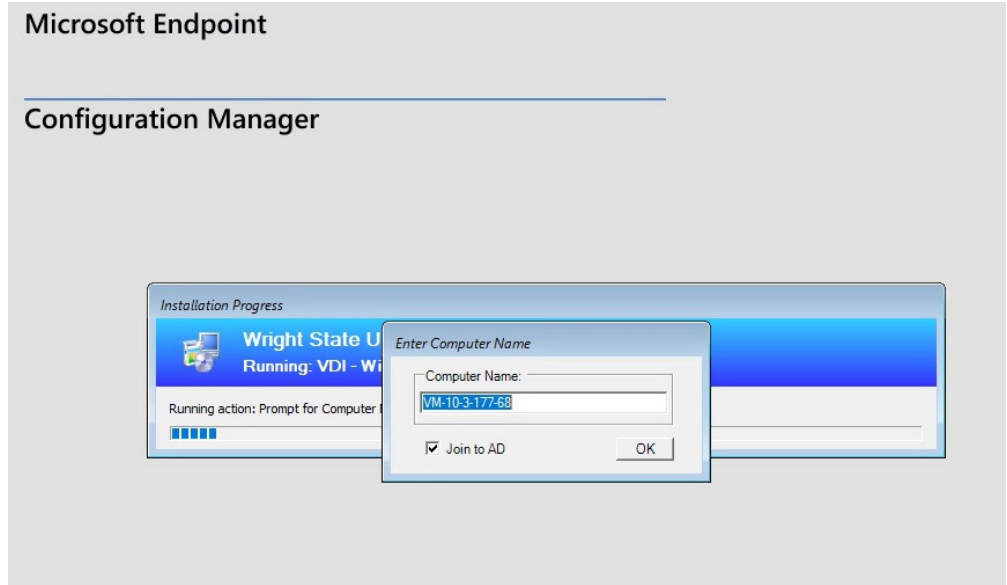 Microsoft Endpoint
Configuration Manager
Installation Progress
Wright State U
Running: VDI - Wi
Running action: Prompt for Computer
Enter Computer Name
Computer Name:
VM-10-3-177-68
Join to AD
OK